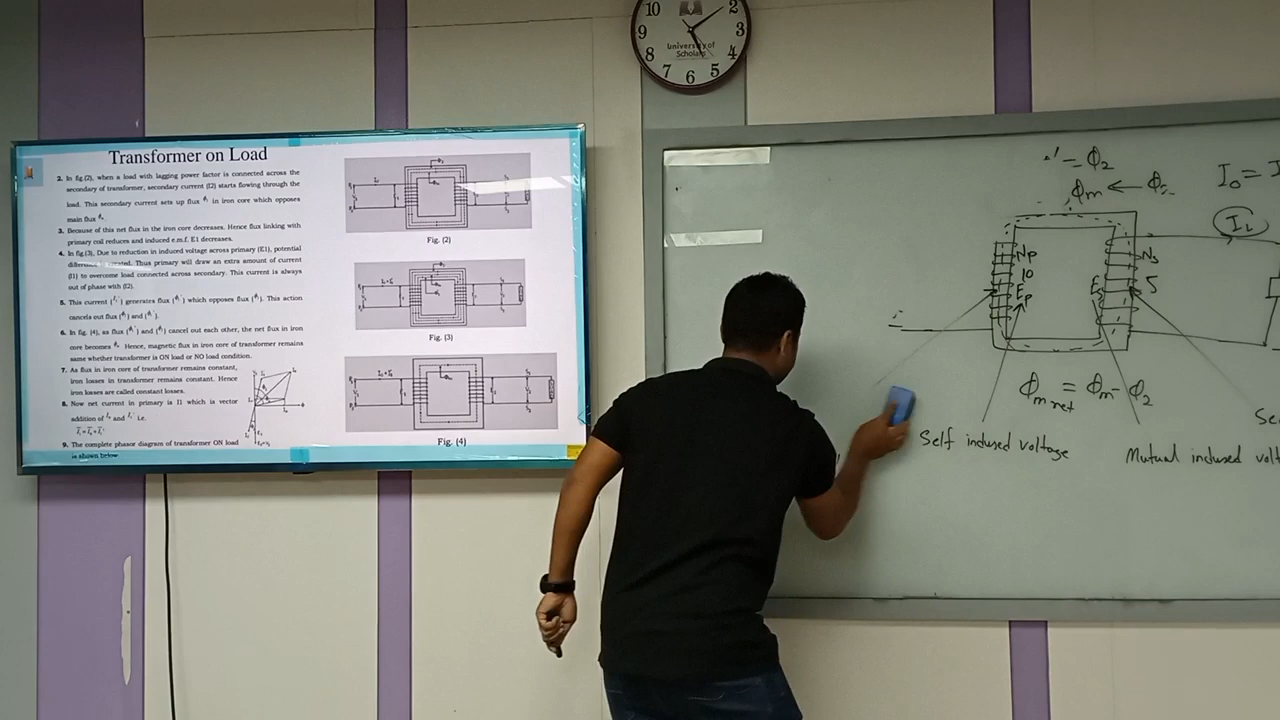 Transformer on Load
2. In fig.(2), when a load with lagging power factor is connected across the
secondary of transformer, secondary current (I2) starts flowing through the
load. This secondary current sets up flux in iron core which opposes
main flux
3. Because of this net flux in the iron core decreases. Hence flux linking with
primary coil reduces and induced e.m.f. E1 decreases.
4. In fig.(3), Due to reduction in induced voltage across primary (E1), potential
created. Thus primary will draw an extra amount of current
(I1) to overcome load connected across secondary. This current is always
out of phase with (I2).
5. This current ( ) generates flux ( ) which opposes flux ( ). This action
cancels out flux ( ) and ( ).
6. In fig. (4), as flux ( ) and ( ) cancel out each other, the net flux in iron
core becomes Hence, magnetic flux in iron core of transformer remains
same whether transformer is ON load or NO load condition.
7. As flux in iron core of transformer remains constant,
iron losses in transformer remains constant. Hence
iron losses are called constant losses.
8. Now net current in primary is I1 which is vector
addition of and i.e.
9. The complete phasor diagram of transformer ON load
is shown below
Fig. (2)
Fig. (3)
Fig. (4)
10 2 9 3 8 4 7 6 5
University of
Scholars
Φ2
Φm ← Φ2
I0 =
IL
Np
10
Ep
Ns
5
Φm net = Φm - Φ2
Self induced voltage
Mutual induced